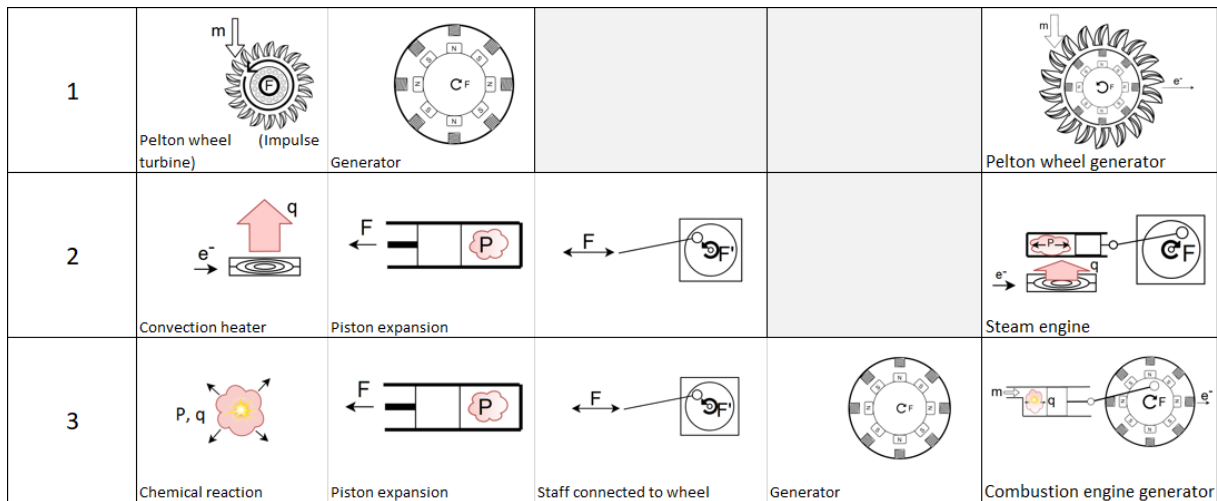 1
m
F
Pelton wheel (Impulse
turbine)
N
S
N
S
N
S
N
S
F
Generator
m
N
S
N
S
N
S
N
S
F
e-
Pelton wheel generator
2
q
e-
Convection heater
F
P
Piston expansion
F
F'
P
q
e-
F
Steam engine
3
P, q
Chemical reaction
F
P
Piston expansion
F
F'
Staff connected to wheel
N
S
N
S
N
S
N
S
F
Generator
m
q
N
S
N
S
N
S
N
S
F
e-
Combustion engine generator